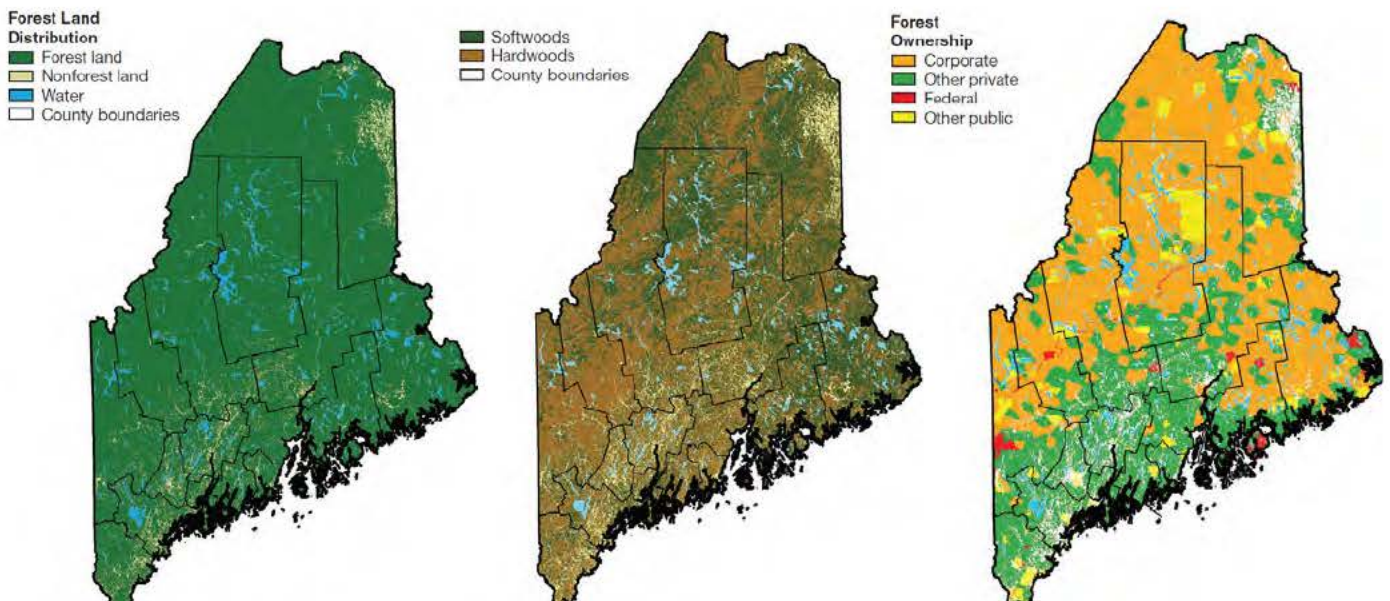 Forest Land
Distribution
Forest land
Nonforest land
Water
County boundaries
Softwoods
Hardwoods
County boundaries
Forest
Ownership
Corporate
Other private
Federal
Other public